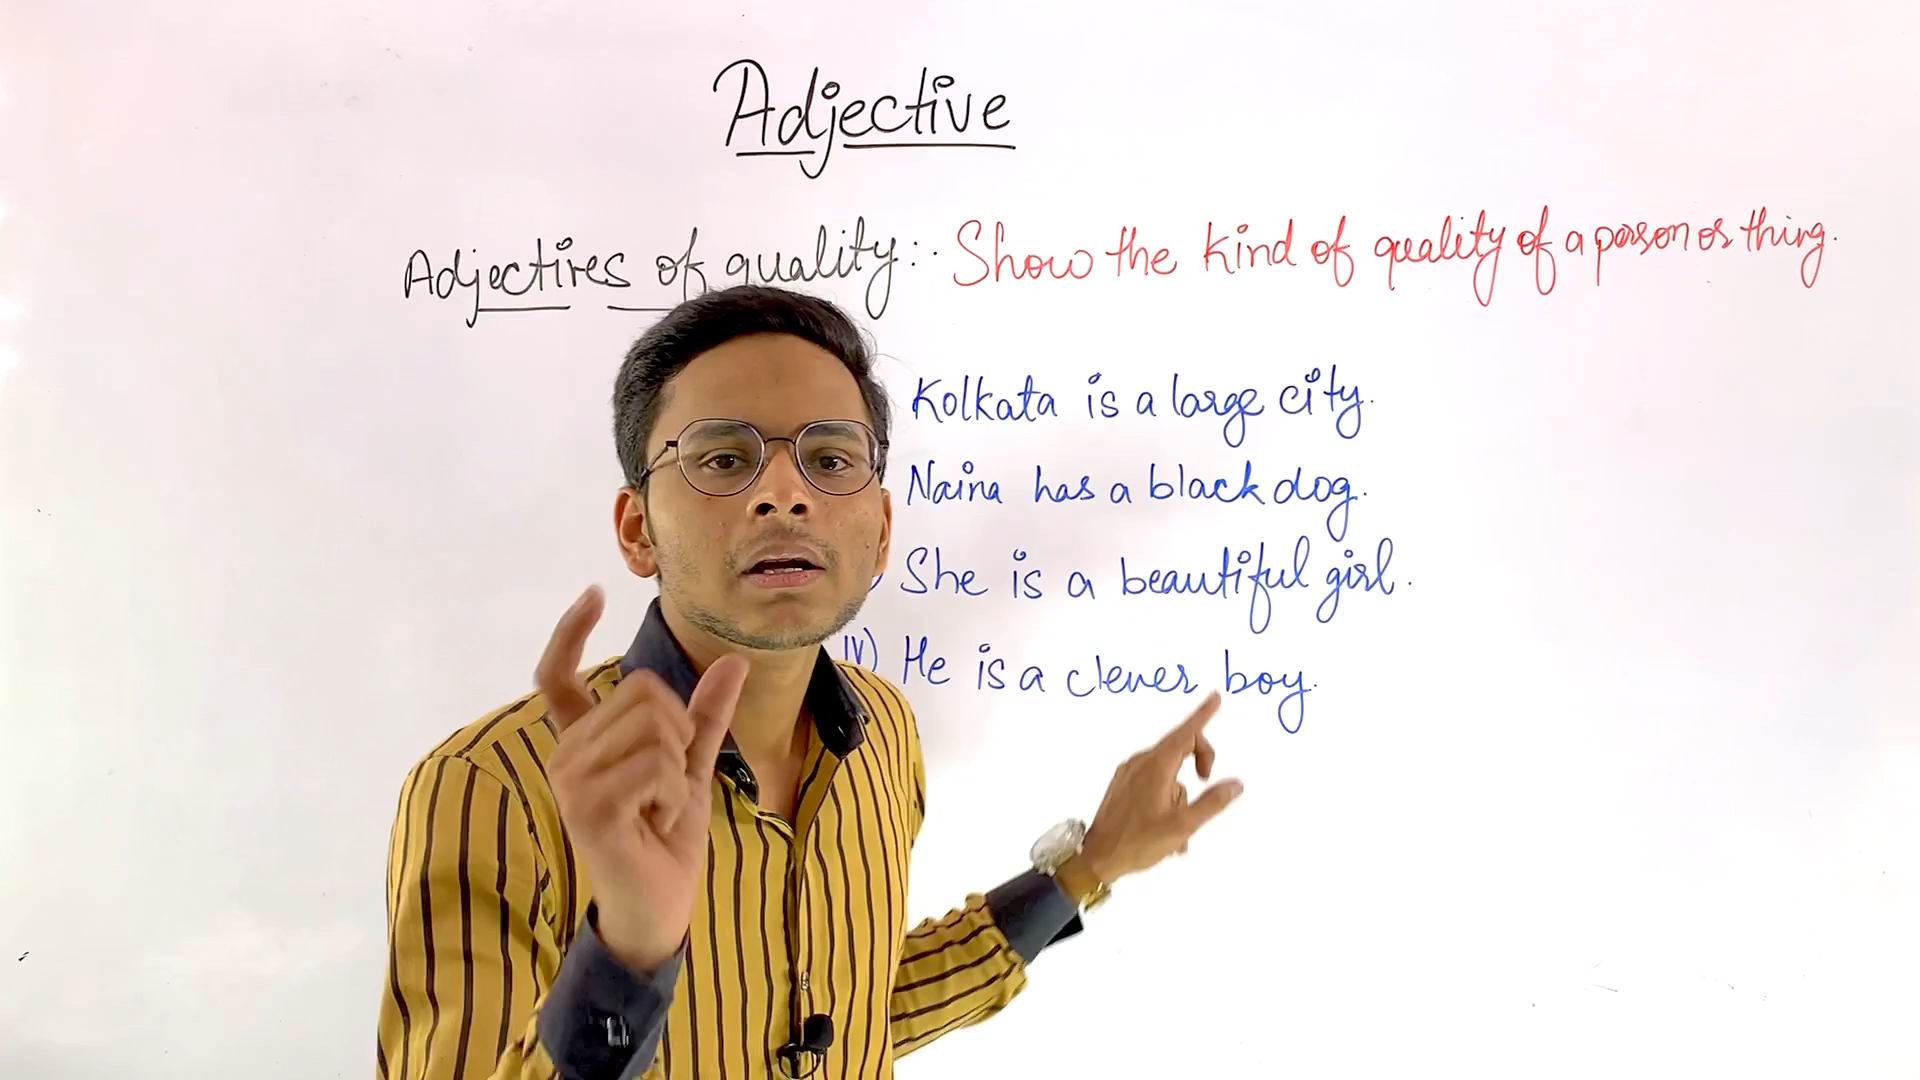 Adjective
Adjectives of quality:- Show the kind of quality of a person or thing.
Kolkata is a large city.
Naina has a black dog.
She is a beautiful girl.
IV) He is a clever boy.